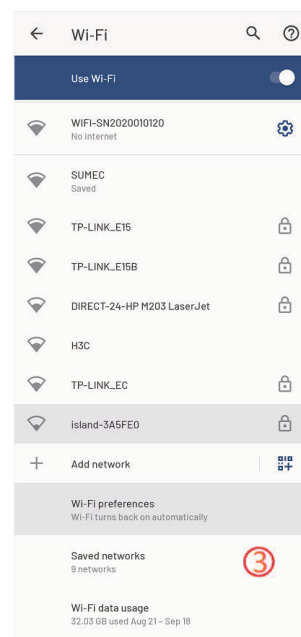 Wi-Fi
Use Wi-Fi
WIFI-SN2020010120
No internet
SUMEC
Saved
TP-LINK_E15
TP-LINK_E15B
DIRECT-24-HP M203 LaserJet
H3C
TP-LINK_EC
island-3A5FE0
Add network
Wi-Fi preferences
Wi-Fi turns back on automatically
Saved networks
9 networks
③
Wi-Fi data usage
32.03 GB used Aug 21 – Sep 18